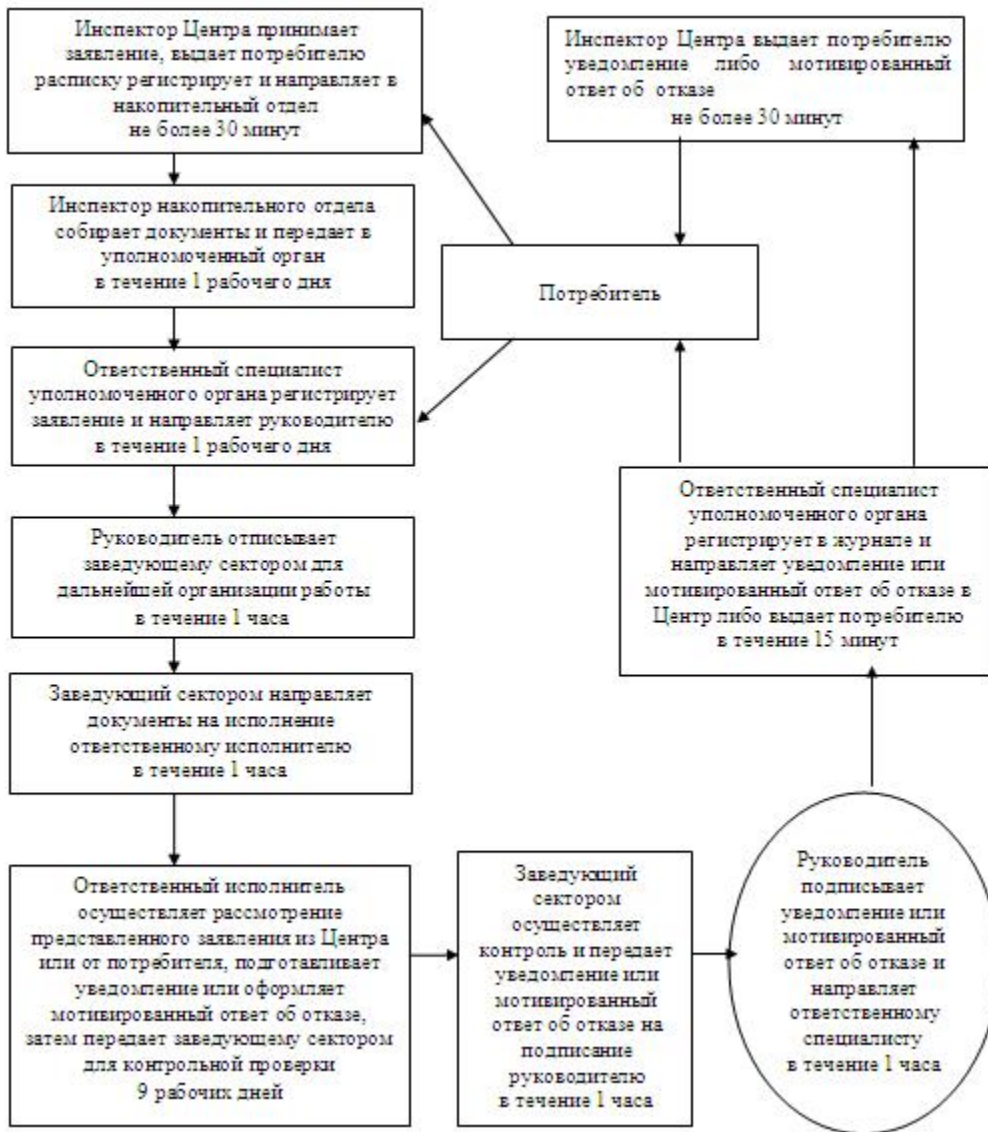 Инспектор Центра принимает
заявление, выдает потребителю
расписку регистрирует и направляет в
накопительный отдел
не более 30 минут
Инспектор накопительного отдела
собирает документы и передает в
уполномоченный орган
в течение 1 рабочего дня
Ответственный специалист
уполномоченного органа регистрирует
заявление и направляет руководителю
в течение 1 рабочего дня
Руководитель отписывает
заведующему сектором для
дальнейшей организации работы
в течение 1 часа
Заведующий сектором направляет
документы на исполнение
ответственному исполнителю
в течение 1 часа
Ответственный исполнитель
осуществляет рассмотрение
представленного заявления из Центра
или от потребителя, подготавливает
уведомление или оформляет
мотивированный ответ об отказе,
затем передает заведующему сектором
для контрольной проверки
9 рабочих дней
Заведующий
сектором
осуществляет
контроль и передает
уведомление или
мотивированный
ответ об отказе на
подписание
руководителю
в течение 1 часа
Руководитель
подписывает
уведомление или
мотивированный
ответ об отказе и
направляет
ответственному
специалисту
в течение 1 часа
Ответственный специалист
уполномоченного органа
регистрирует в журнале и
направляет уведомление или
мотивированный ответ об отказе в
Центр либо выдает потребителю
в течение 15 минут
Потребитель
Инспектор Центра выдает потребителю
уведомление либо мотивированный
ответ об отказе
не более 30 минут